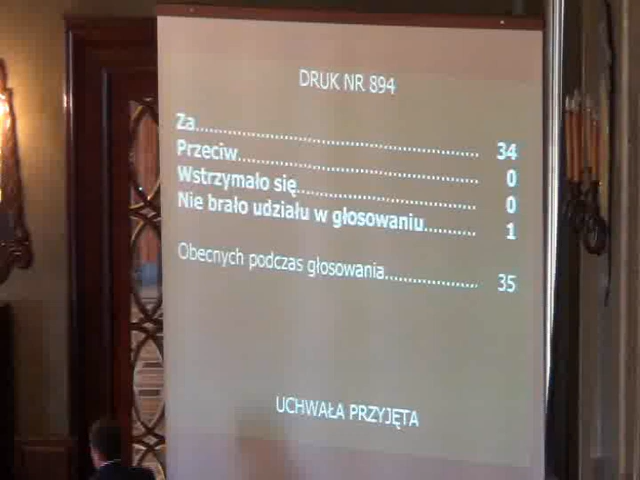 DRUK NR 894
Za.................................................. 34
Przeciw.......................................... 0
Wstrzymało się............................... 0
Nie brało udziału w głosowaniu.......... 1
Obecnych podczas głosowania................. 35
UCHWAŁA PRZYJĘTA